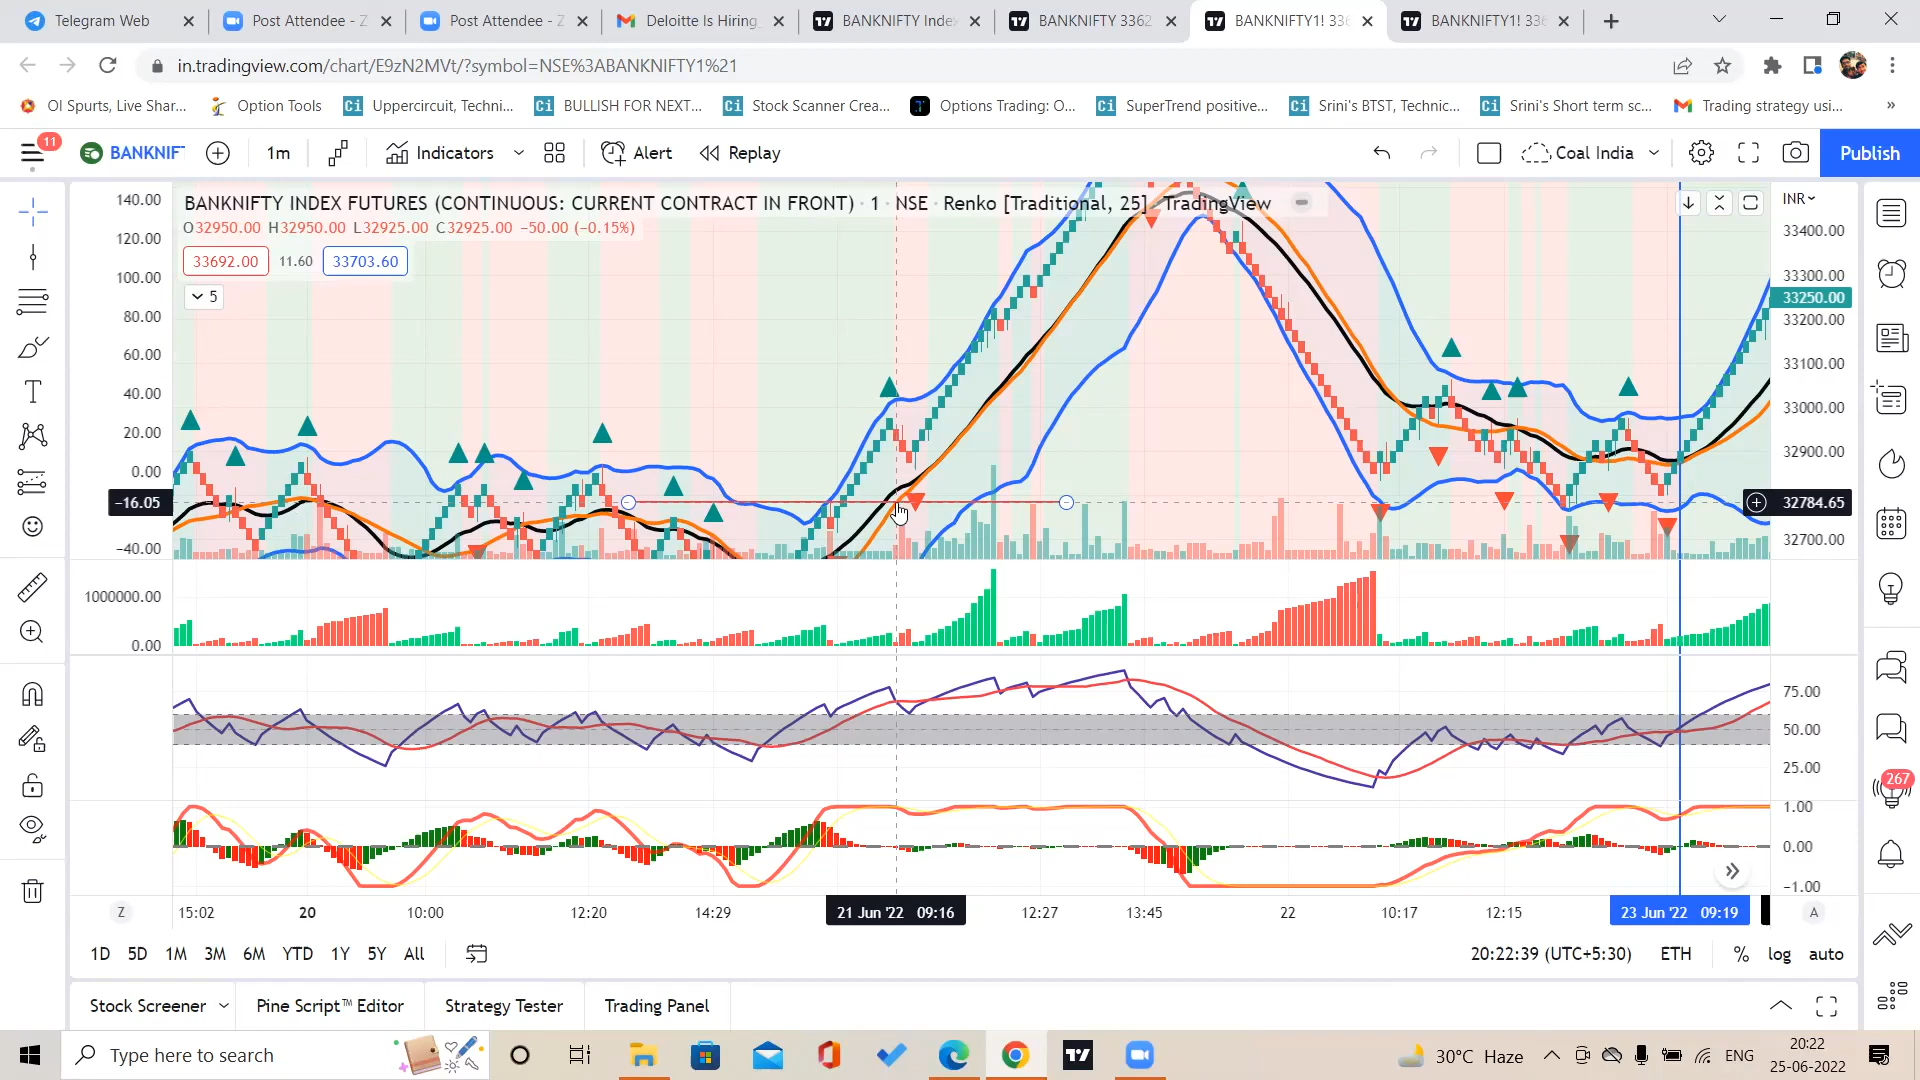 Telegram Web
Post Attendee - Z
Post Attendee - Z
Deloitte Is Hiring
BANKNIFTY Inde
BANKNIFTY 3362
BANKNIFTY1! 336
BANKNIFTY1! 336
in.tradingview.com/chart/E9zN2MVt/?symbol=NSE%3ABANKNIFTY1%21
OI Spurts, Live Shar...
Option Tools
Uppercircuit, Techni...
BULLISH FOR NEXT...
Stock Scanner Crea...
Options Trading: O...
SuperTrend positive...
Srini's BTST, Technic...
Srini's Short term sc...
Trading strategy usi...
11
BANKNIFT
1m
Indicators
Alert
Replay
Coal India
Publish
BANKNIFTY INDEX FUTURES (CONTINUOUS: CURRENT CONTRACT IN FRONT) · 1 · NSE · Renko [Traditional, 25] · TradingView
O32950.00 H32950.00 L32925.00 C32925.00 −50.00 (−0.15%)
33692.00 11.60 33703.60
5
140.00
120.00
100.00
80.00
60.00
40.00
20.00
0.00
−16.05
−40.00
1000000.00
0.00
INR
33400.00
33300.00
33250.00
33200.00
33100.00
33000.00
32900.00
32784.65
32700.00
75.00
50.00
25.00
1.00
0.00
−1.00
267
Z
15:02
20
10:00
12:20
14:29
21 Jun '22 09:16
12:27
13:45
22
10:17
12:15
23 Jun '22 09:19
A
1D 5D 1M 3M 6M YTD 1Y 5Y All
20:22:39 (UTC+5:30)
ETH
% log auto
Stock Screener
Pine Script™ Editor
Strategy Tester
Trading Panel
Type here to search
30°C Haze
ENG
20:22
25-06-2022